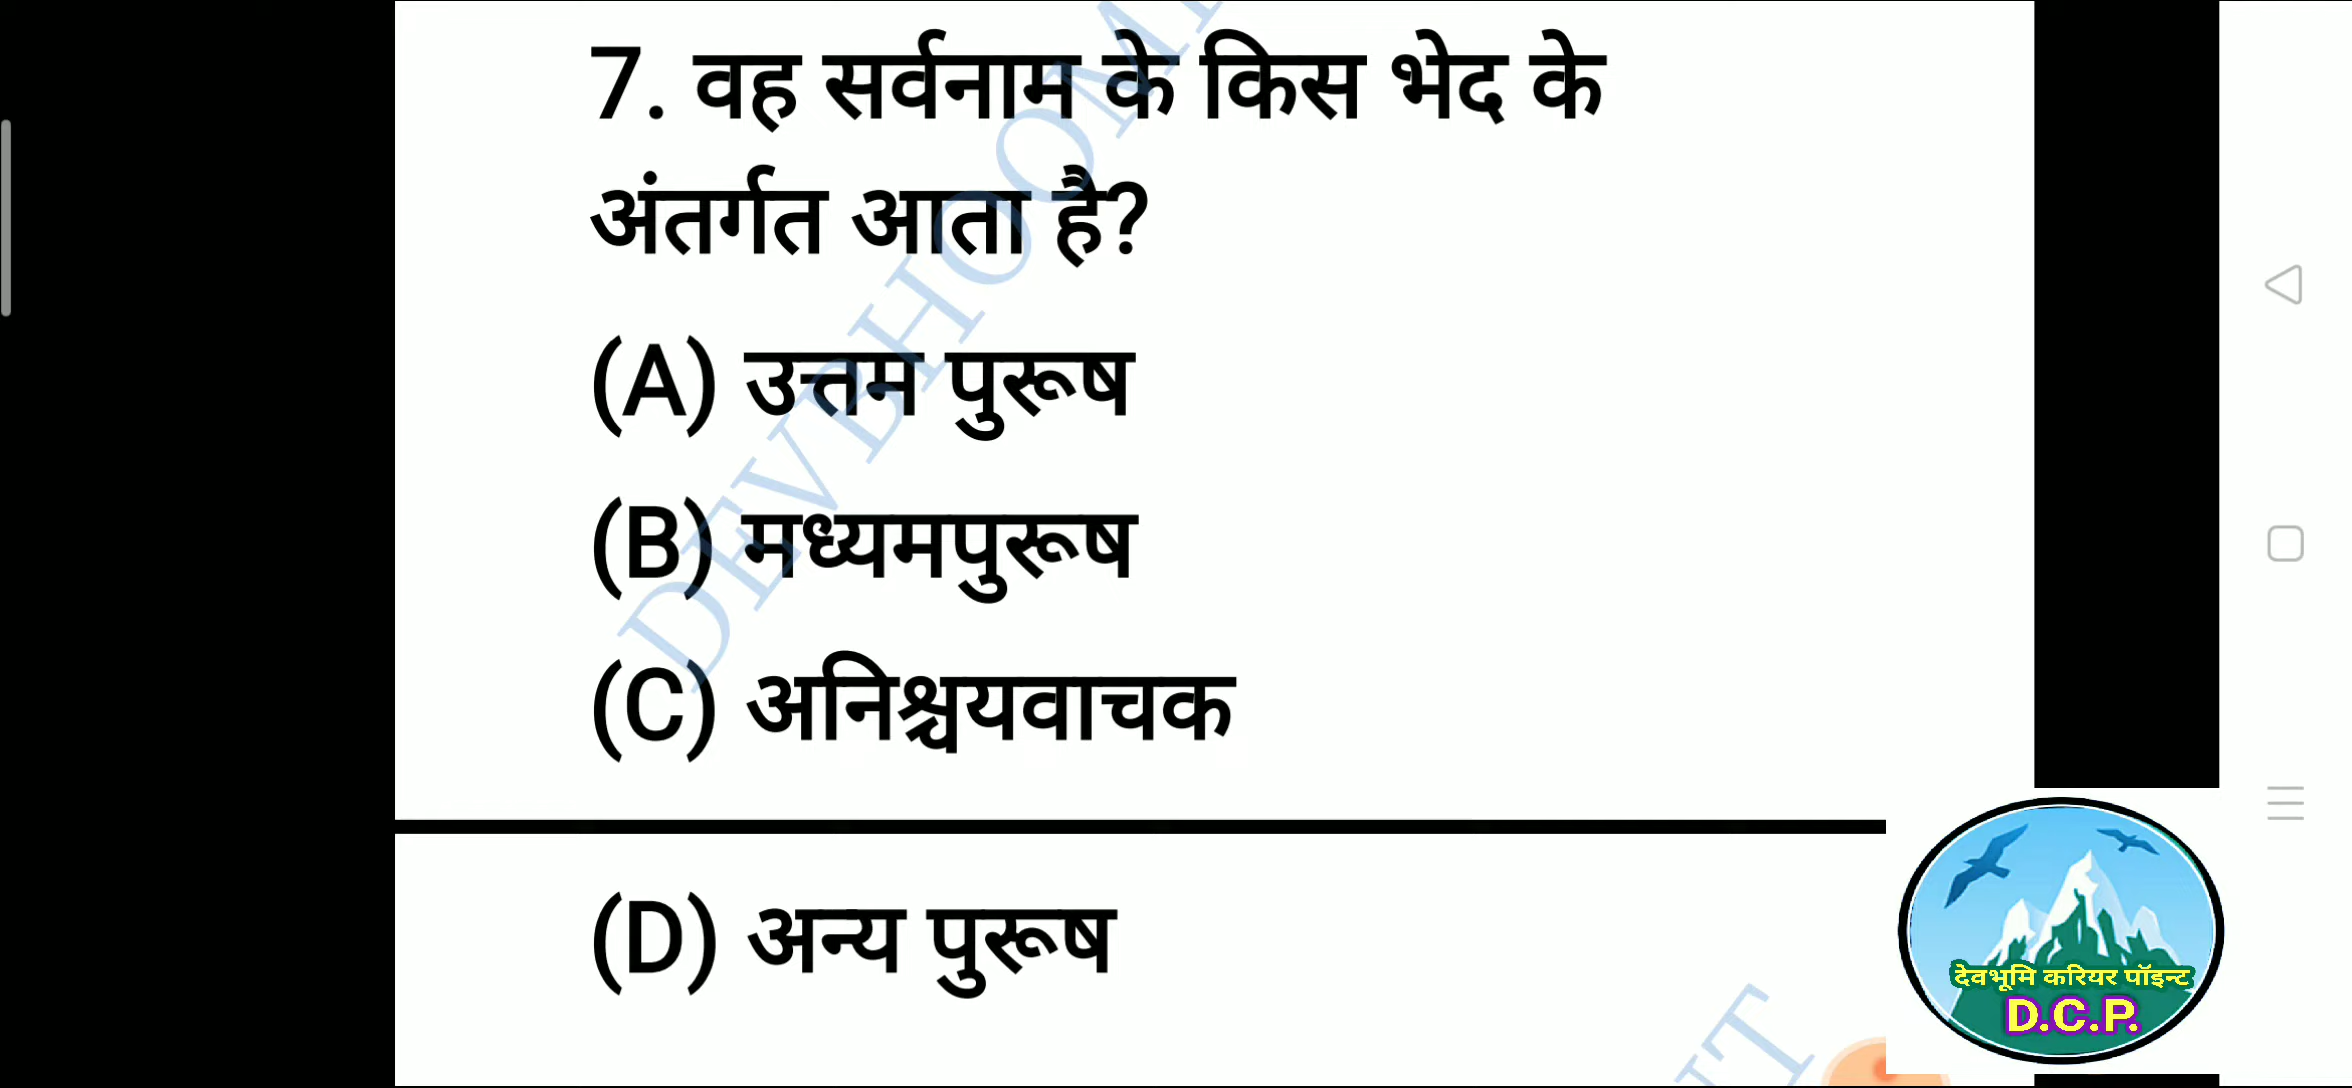 7. वह सर्वनाम के किस भेद के
अंतर्गत आता है?
(A) उत्तम पुरूष
(B) मध्यमपुरूष
(C) अनिश्चयवाचक
(D) अन्य पुरूष
DEVBHOOM
देवभूमि करियर पॉइन्ट
D.C.P.